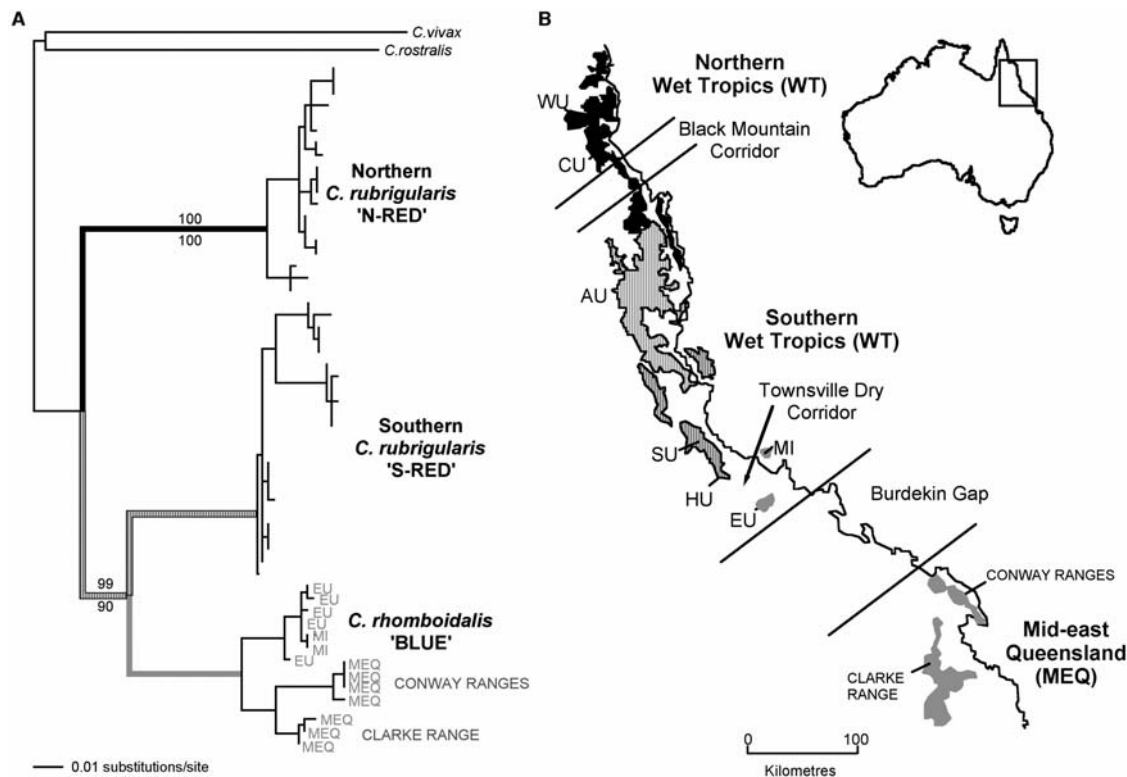 A
C.vivax
C.rostralis
100
100
Northern
C. rubrigularis
'N-RED'
Southern
C. rubrigularis
'S-RED'
99
90
EU
EU
EU
EU
MI
MI
EU
C. rhomboidalis
'BLUE'
MEQ
MEQ
MEQ
MEQ
CONWAY RANGES
MEQ
MEQ
MEQ
CLARKE RANGE
0.01 substitutions/site
B
Northern
Wet Tropics (WT)
WU
Black Mountain
Corridor
CU
AU
Southern
Wet Tropics (WT)
Townsville Dry
Corridor
SU
MI
HU
EU
Burdekin Gap
CONWAY RANGES
Mid-east
Queensland
(MEQ)
CLARKE
RANGE
0 100
Kilometres